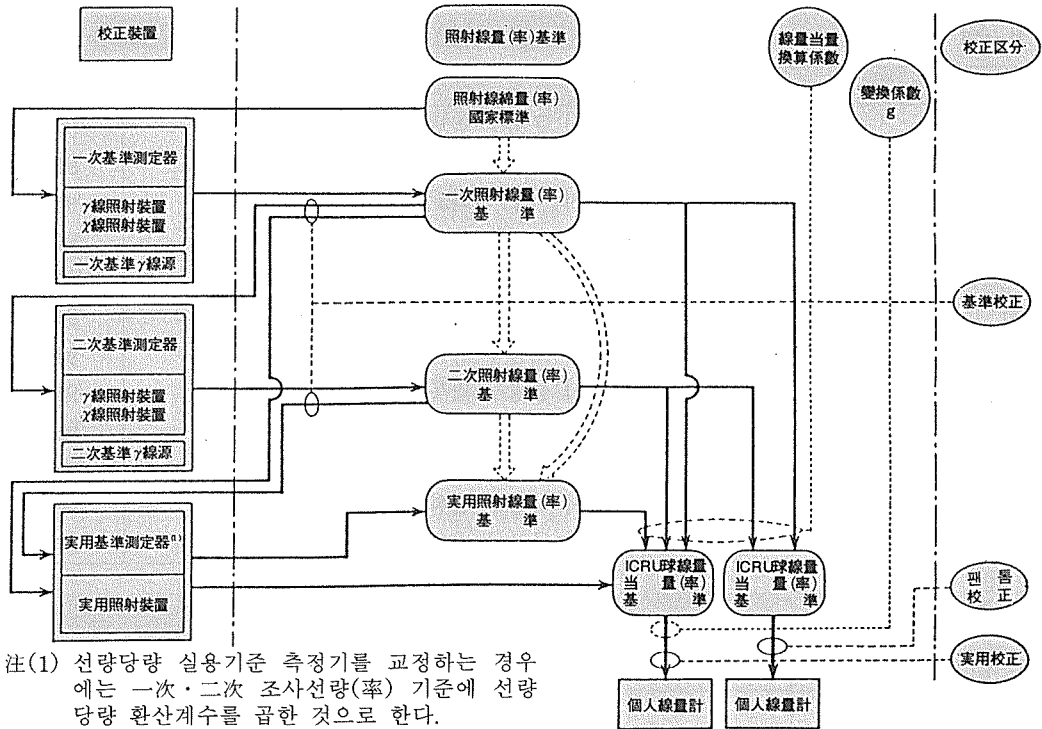 校正裝置
照射線量(率)基準
線量当量
換算係數
校正区分
變換係數
g
照射線綿量(率)
國家標準
一次基準測定器
γ線照射裝置
χ線照射裝置
一次基準γ線源
一次照射線量(率)
基 準
基準校正
二次基準測定器
γ線照射裝置
χ線照射裝置
二次基準γ線源
二次照射線量(率)
基 準
実用照射線量(率)
基 準
実用基準測定器⁽¹⁾
実用照射裝置
ICRU球線量
当 量(率)
基 準
ICRU球線量
当 量(率)
基 準
팬 톰
校 正
実用校正
個人線量計
個人線量計
注(1) 선량당량 실용기준 측정기를 교정하는 경우
에는 一次・二次 조사선량(率) 기준에 선량
당량 환산계수를 곱한 것으로 한다.